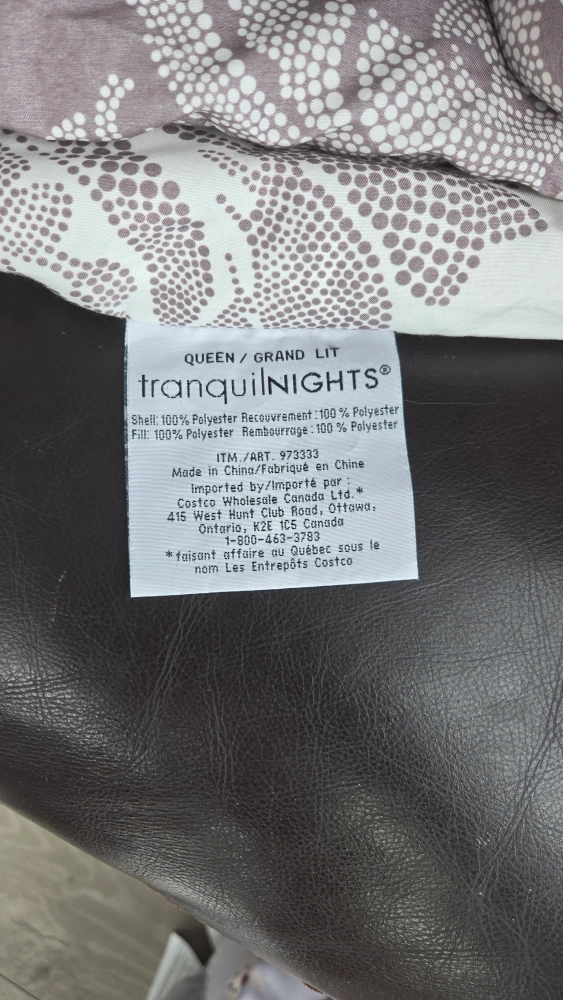 QUEEN / GRAND LIT
tranquilNIGHTS®
Shell: 100% Polyester Recouvrement : 100 % Polyester
Fill: 100% Polyester Rembourrage : 100 % Polyester
ITM./ART. 973333
Made in China/Fabriqué en Chine
Imported by/Importé par :
Costco Wholesale Canada Ltd.*
415 West Hunt Club Road, Ottawa,
Ontario, K2E 1C5 Canada
1-800-463-3783
*faisant affaire au Québec sous le
nom Les Entrepôts Costco